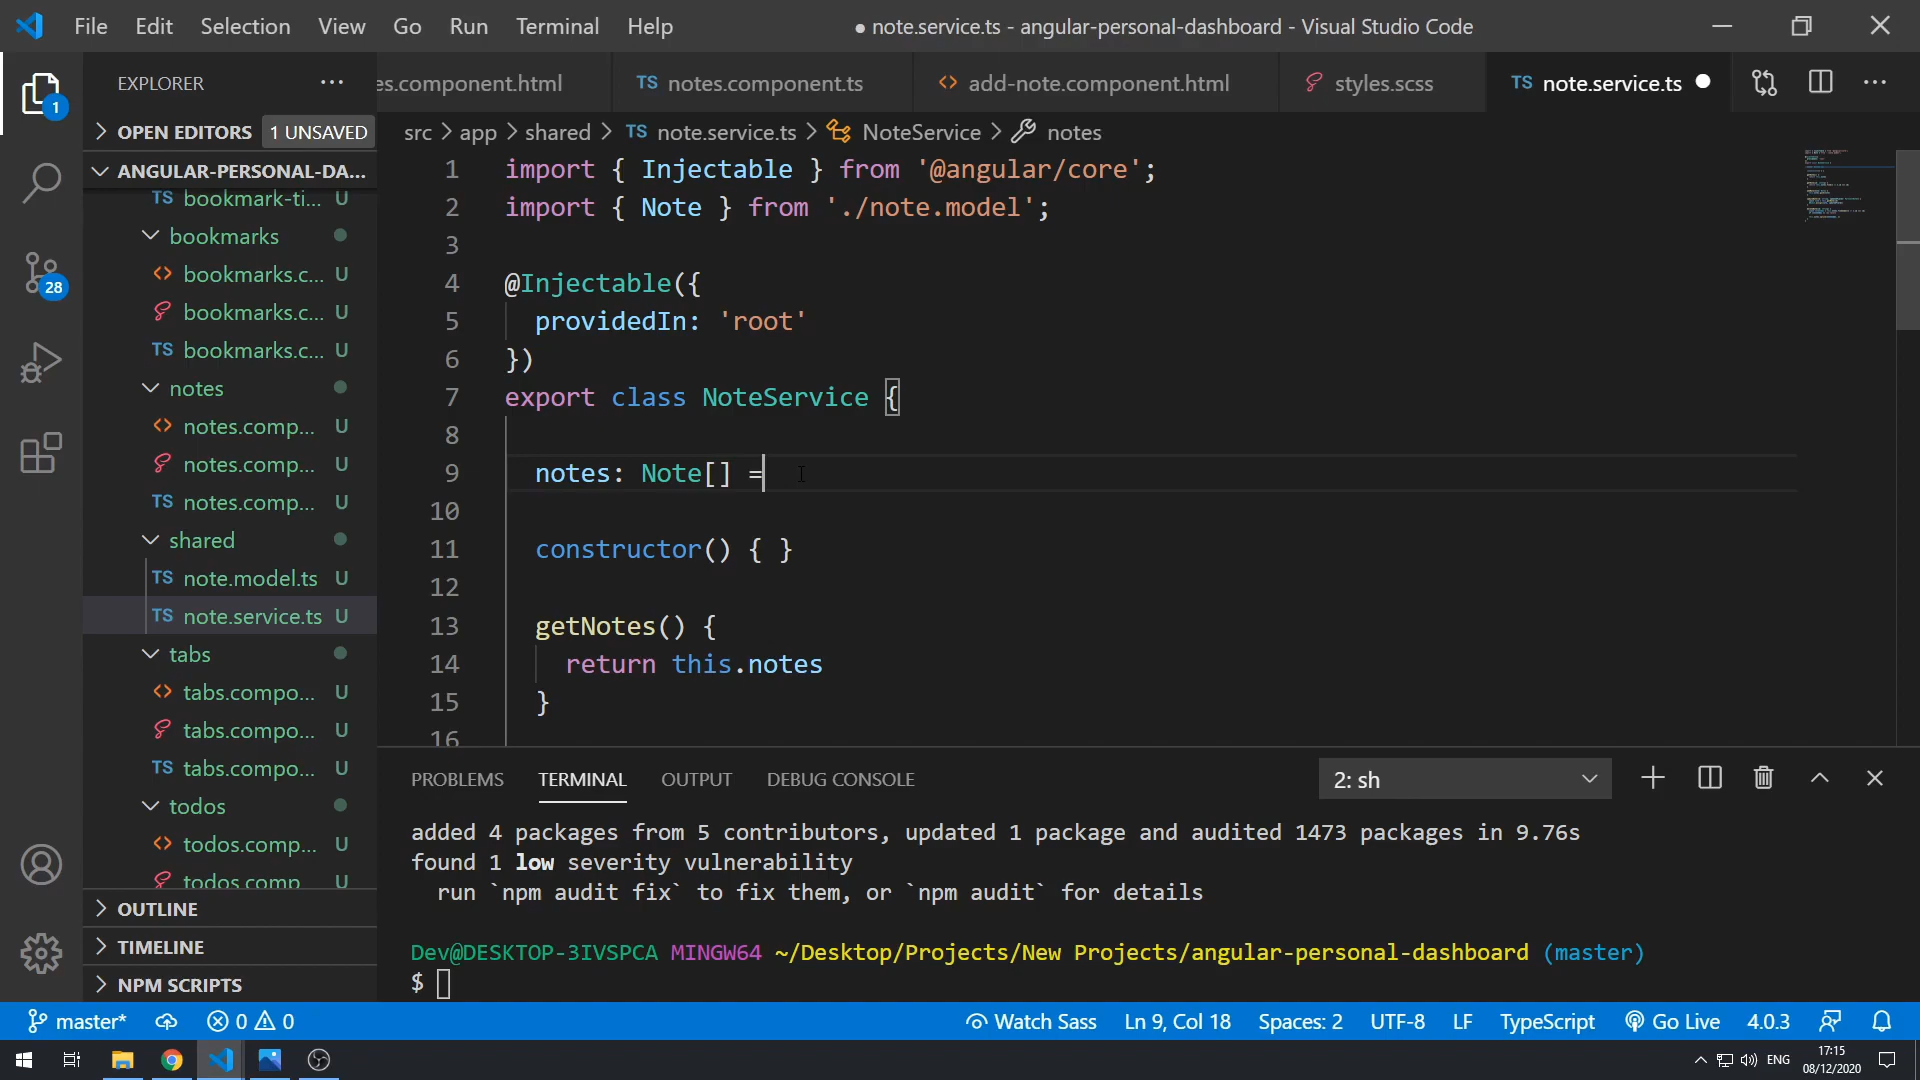 File Edit Selection View Go Run Terminal Help
● note.service.ts - angular-personal-dashboard - Visual Studio Code
EXPLORER ···
es.component.html
TS notes.component.ts
<> add-note.component.html
styles.scss
TS note.service.ts ●
1
OPEN EDITORS 1 UNSAVED
ANGULAR-PERSONAL-DA...
TS bookmark-ti... U
bookmarks
<> bookmarks.c... U
bookmarks.c... U
TS bookmarks.c... U
notes
<> notes.comp... U
notes.comp... U
TS notes.comp... U
shared
TS note.model.ts U
TS note.service.ts U
tabs
<> tabs.compo... U
tabs.compo... U
TS tabs.compo... U
todos
<> todos.comp... U
todos.comp U
OUTLINE
TIMELINE
NPM SCRIPTS
28
src > app > shared > TS note.service.ts > NoteService > notes
1 import { Injectable } from '@angular/core';
2 import { Note } from './note.model';
3
4 @Injectable({
5 providedIn: 'root'
6 })
7 export class NoteService {
8
9 notes: Note[] =
10
11 constructor() { }
12
13 getNotes() {
14 return this.notes
15 }
16
PROBLEMS TERMINAL OUTPUT DEBUG CONSOLE
2: sh
added 4 packages from 5 contributors, updated 1 package and audited 1473 packages in 9.76s
found 1 low severity vulnerability
run `npm audit fix` to fix them, or `npm audit` for details
Dev@DESKTOP-3IVSPCA MINGW64 ~/Desktop/Projects/New Projects/angular-personal-dashboard (master)
$
master* 0 0
Watch Sass Ln 9, Col 18 Spaces: 2 UTF-8 LF TypeScript Go Live 4.0.3
ENG
17:15
08/12/2020